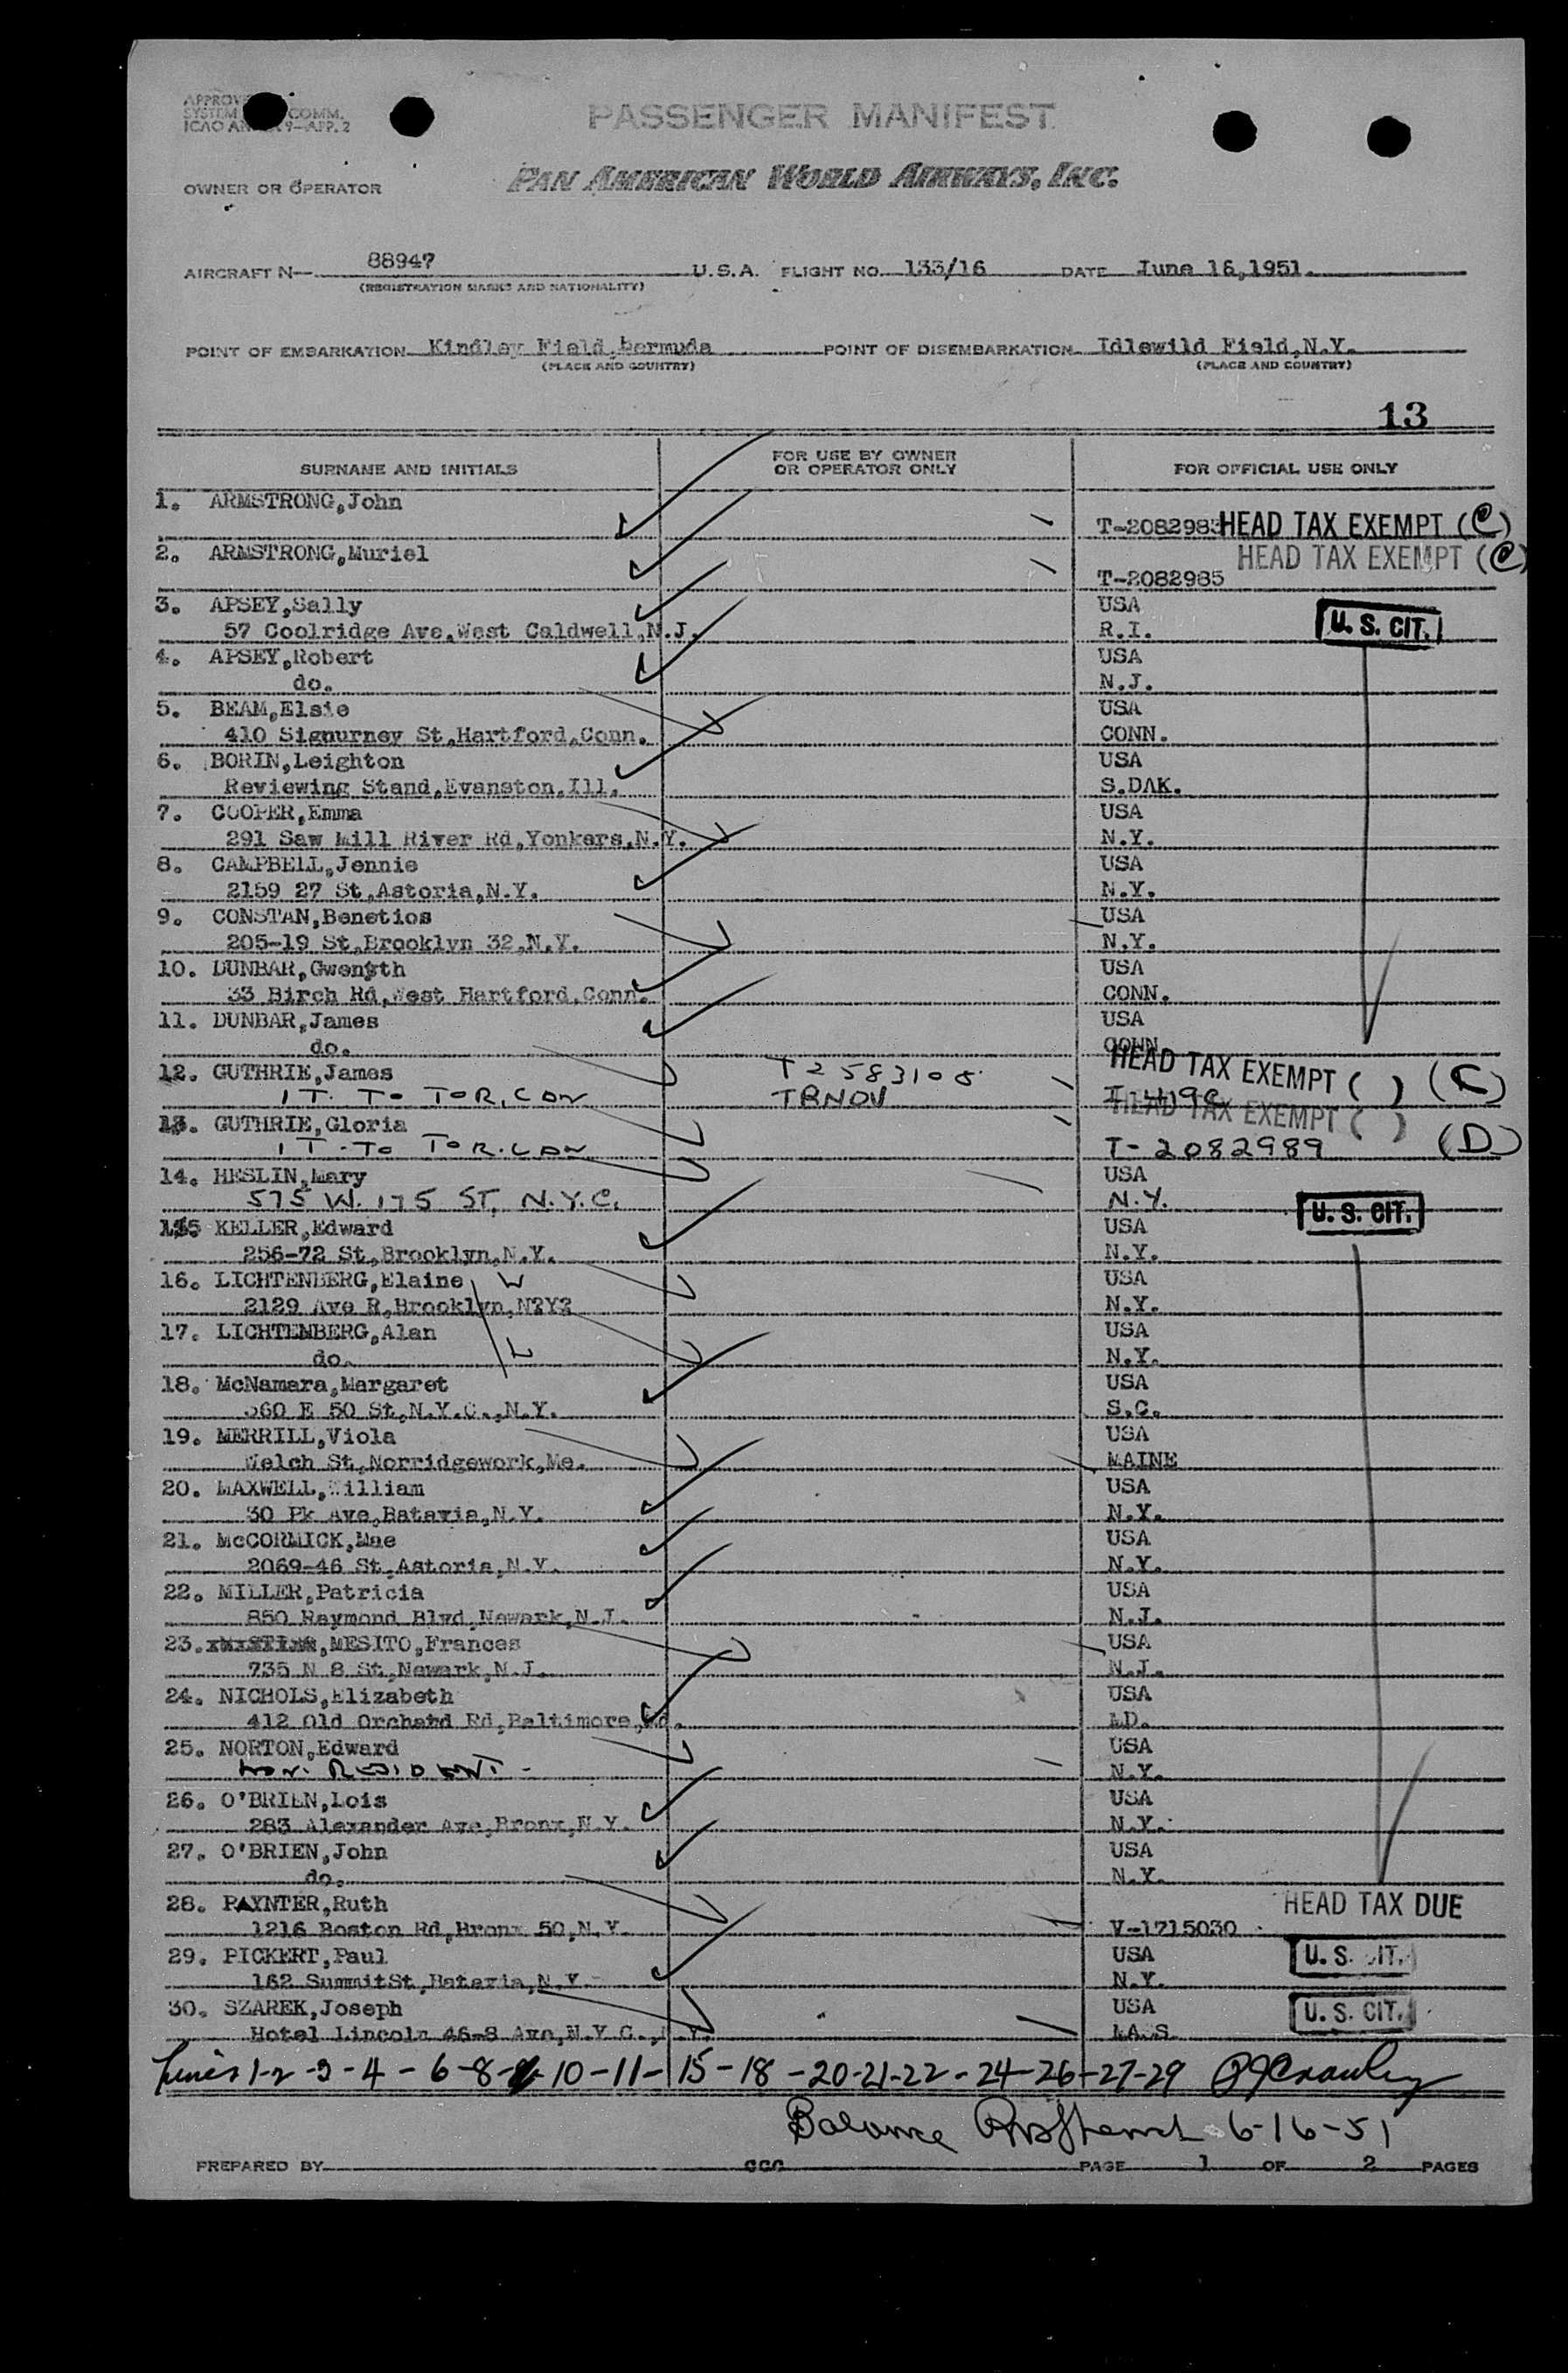 PASSENGER MANIFEST
OWNER OR OPERATOR PAN AMERICAN WORLD AIRWAYS, INC.
AIRCRAFT N— 88947 U.S.A. FLIGHT NO. 133/16 DATE June 16,1951.
(REGISTRATION MARKS AND NATIONALITY)
POINT OF EMBARKATION Kindley Field,bermuda POINT OF DISEMBARKATION Idlewild Field,N.Y.
(PLACE AND COUNTRY) (PLACE AND COUNTRY)
13
SURNAME AND INITIALS FOR USE BY OWNER OR OPERATOR ONLY FOR OFFICIAL USE ONLY
1. ARMSTRONG,John
T-2082983 HEAD TAX EXEMPT (C)
2. ARMSTRONG,Muriel HEAD TAX EXEMPT (C)
T-2082985
3. APSEY,Sally USA
57 Coolridge Ave,West Caldwell,N.J. R.I. U. S. CIT.
4. APSEY,Robert USA
do. N.J.
5. BEAM,Elsie USA
410 Signurney St,Hartford,Conn. CONN.
6. BORIN,Leighton USA
Reviewing Stand,Evanston,Ill. S.DAK.
7. COOPER,Emma USA
291 Saw Mill River Rd,Yonkers,N.Y. N.Y.
8. CAMPBELL,Jennie USA
2159 27 St,Astoria,N.Y. N.Y.
9. CONSTAN,Benetios USA
205-19 St,Brooklyn 32,N.Y. N.Y.
10. DUNBAR,Gwenyth USA
33 Birch Rd,West Hartford,Conn. CONN.
11. DUNBAR,James USA
do. CONN
12. GUTHRIE,James T2583108 HEAD TAX EXEMPT ( ) (C)
1 T. To TOR, CAN
13. GUTHRIE,Gloria HEAD TAX EXEMPT ( )
1 T. To TOR. CAN T-2082989 (D)
14. HESLIN,Mary USA
575 W. 175 ST. N.Y.C. N.Y. U. S. CIT.
15 KELLER,Edward USA
256-72 St,Brooklyn,N.Y. N.Y.
16. LICHTENBERG,Elaine USA
2129 Ave R,Brooklyn,N?Y? N.Y.
17. LICHTENBERG,Alan USA
do. N.Y.
18. McNamara,Margaret USA
360 E 50 St,N.Y.C.,N.Y. S.C.
19. MERRILL,Viola USA
Welch St,Norridgework,Me. MAINE
20. MAXWELL,William USA
30 Pk Ave,Batavia,N.Y. N.Y.
21. McCORMICK,Mae USA
2069-46 St,Astoria,N.Y. N.Y.
22. MILLER,Patricia USA
850 Raymond Blvd,Newark,N.J. N.J.
23. MESITO,Frances USA
735 N 8 St,Newark,N.J. N.J.
24. NICHOLS,Elizabeth USA
412 Old Orchard Rd,Baltimore,Md. MD.
25. NORTON,Edward USA
Non. RESIDENT - N.Y.
26. O'BRIEN,Lois USA
283 Alexander Ave,Bronx,N.Y. N.Y.
27. O'BRIEN,John USA
do. N.Y.
28. PAYNTER,Ruth HEAD TAX DUE
1216 Boston Rd,Bronx 50,N.Y. V-1715030
29. PICKERT,Paul USA U. S. CIT.
162 SummitSt,Batavia,N.Y. N.Y.
30. SZAREK,Joseph USA U. S. CIT.
Hotel Lincoln 46-8 Ave,N.Y.C.,N.Y. MA.S.
Lines 1-2-3-4-6-8-10-11-15-18-20-21-22-24-26-27-29
Balance 6-16-51
PREPARED BY CCC PAGE 1 OF 2 PAGES